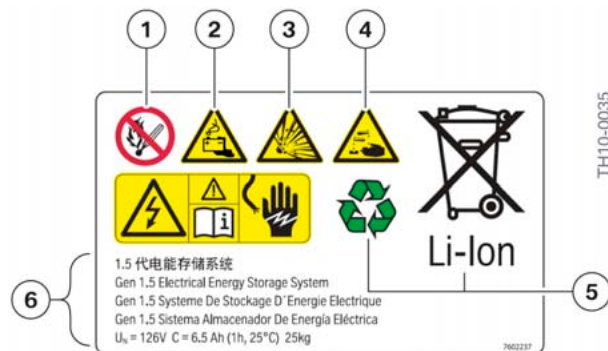 1
2
3
4
TH10-0035
Li-Ion
1.5 代电能存储系统
Gen 1.5 Electrical Energy Storage System
Gen 1.5 Systeme De Stockage D´Energie Electrique
Gen 1.5 Sistema Almacenador De Energía Eléctrica
Uₙ = 126V C = 6.5 Ah (1h, 25°C) 25kg
5
6
7602237